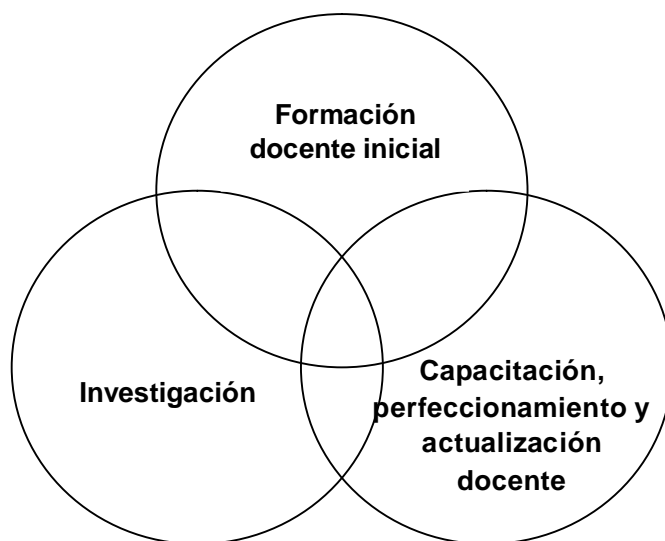 Formación
docente inicial
Investigación
Capacitación,
perfeccionamiento y
actualización
docente